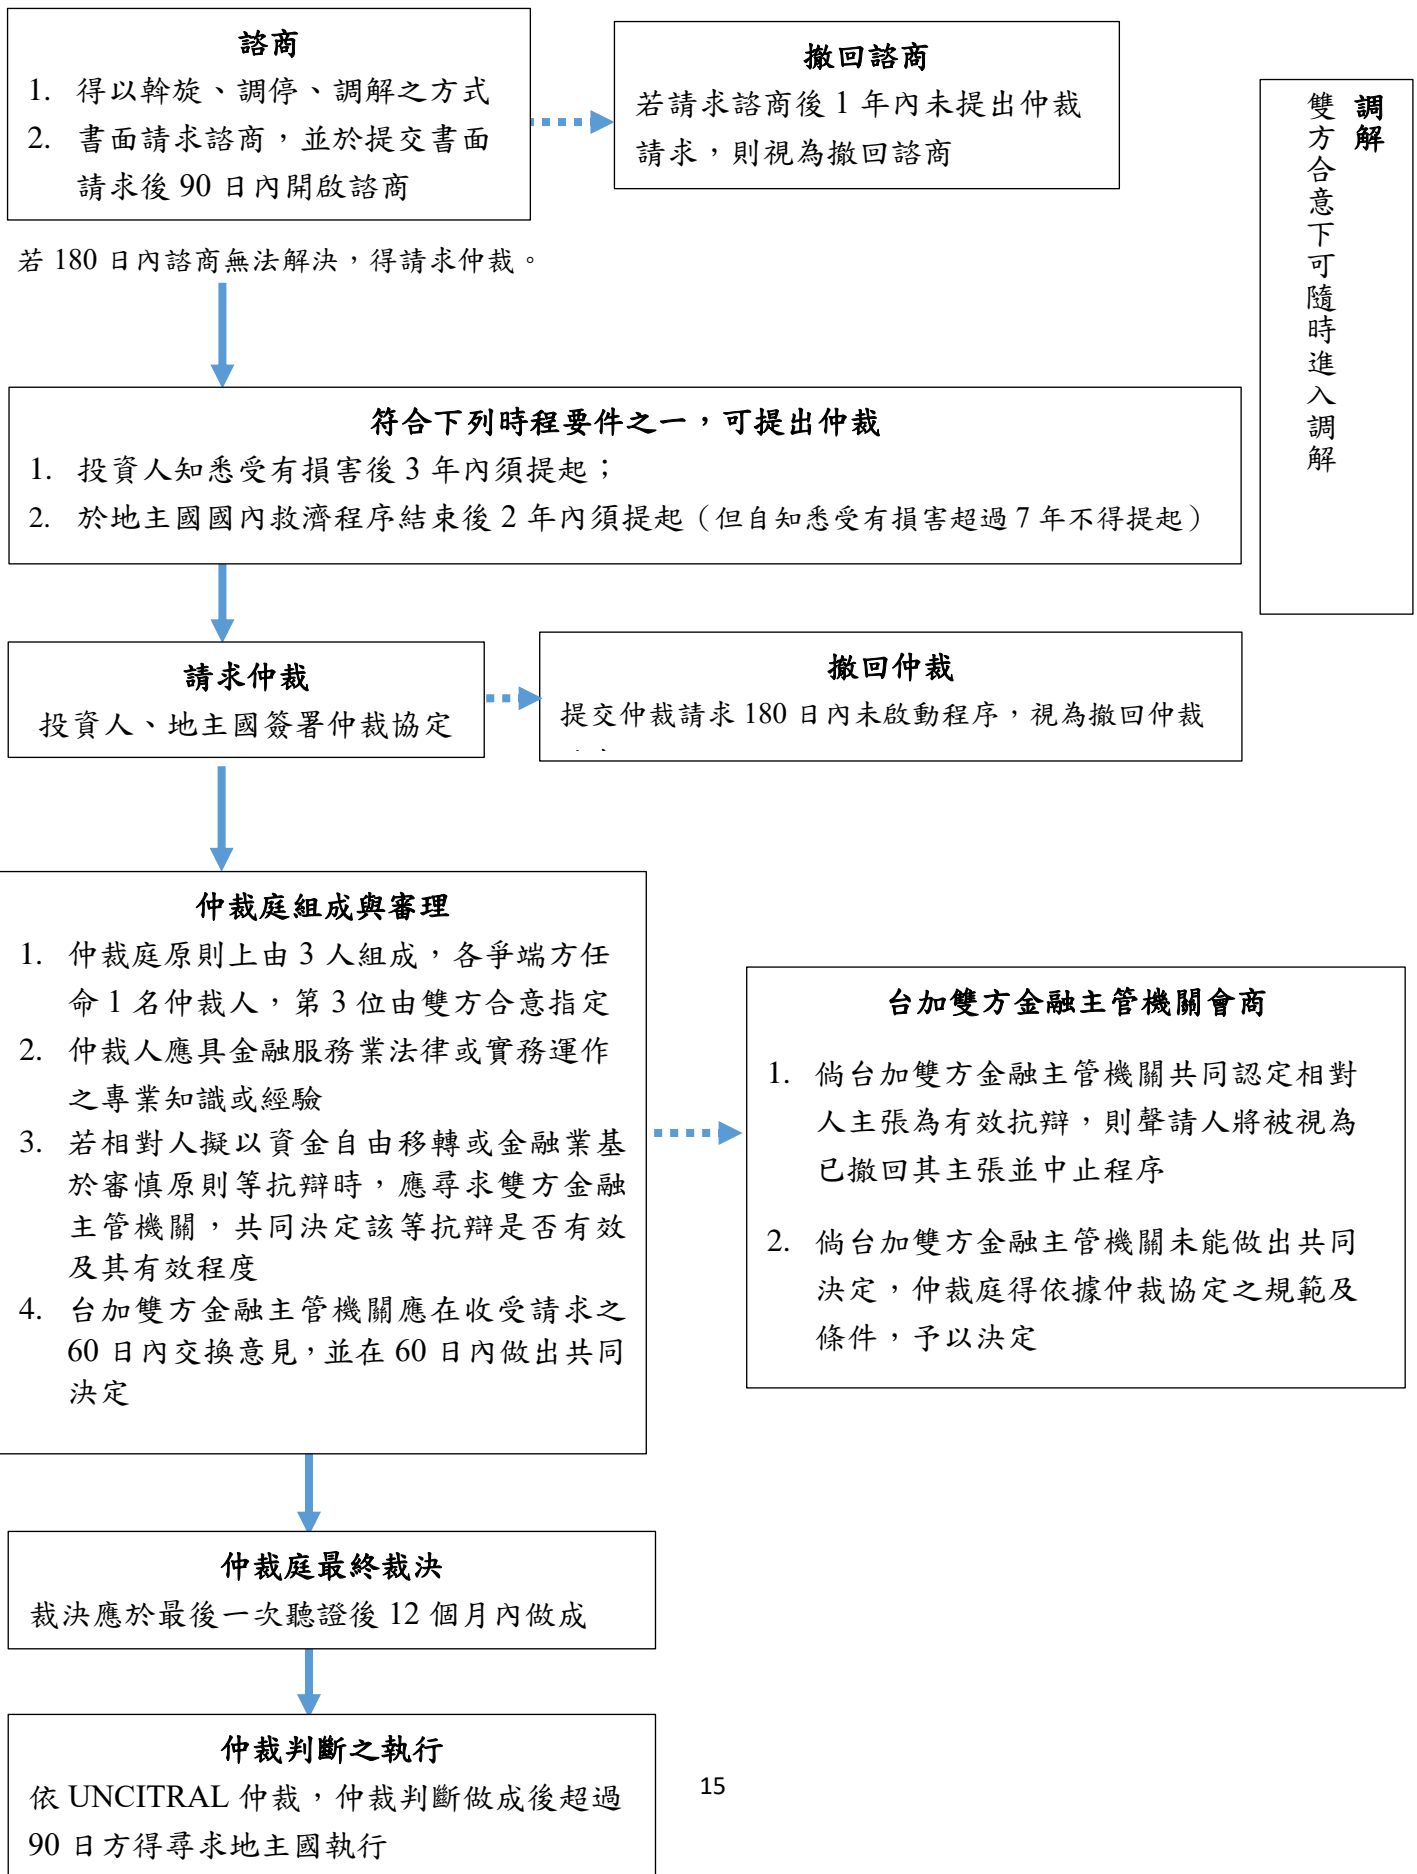 諮商
1. 得以斡旋、調停、調解之方式
2. 書面請求諮商，並於提交書面
請求後 90 日內開啟諮商
撤回諮商
若請求諮商後 1 年內未提出仲裁
請求，則視為撤回諮商
調解
雙方合意下可隨時進入調解
若 180 日內諮商無法解決，得請求仲裁。
符合下列時程要件之一，可提出仲裁
1. 投資人知悉受有損害後 3 年內須提起；
2. 於地主國國內救濟程序結束後 2 年內須提起（但自知悉受有損害超過 7 年不得提起）
請求仲裁
投資人、地主國簽署仲裁協定
撤回仲裁
提交仲裁請求 180 日內未啟動程序，視為撤回仲裁
仲裁庭組成與審理
1. 仲裁庭原則上由 3 人組成，各爭端方任
命 1 名仲裁人，第 3 位由雙方合意指定
2. 仲裁人應具金融服務業法律或實務運作
之專業知識或經驗
3. 若相對人擬以資金自由移轉或金融業基
於審慎原則等抗辯時，應尋求雙方金融
主管機關，共同決定該等抗辯是否有效
及其有效程度
4. 台加雙方金融主管機關應在收受請求之
60 日內交換意見，並在 60 日內做出共同
決定
台加雙方金融主管機關會商
1. 倘台加雙方金融主管機關共同認定相對
人主張為有效抗辯，則聲請人將被視為
已撤回其主張並中止程序
2. 倘台加雙方金融主管機關未能做出共同
決定，仲裁庭得依據仲裁協定之規範及
條件，予以決定
仲裁庭最終裁決
裁決應於最後一次聽證後 12 個月內做成
仲裁判斷之執行
依 UNCITRAL 仲裁，仲裁判斷做成後超過
90 日方得尋求地主國執行
15